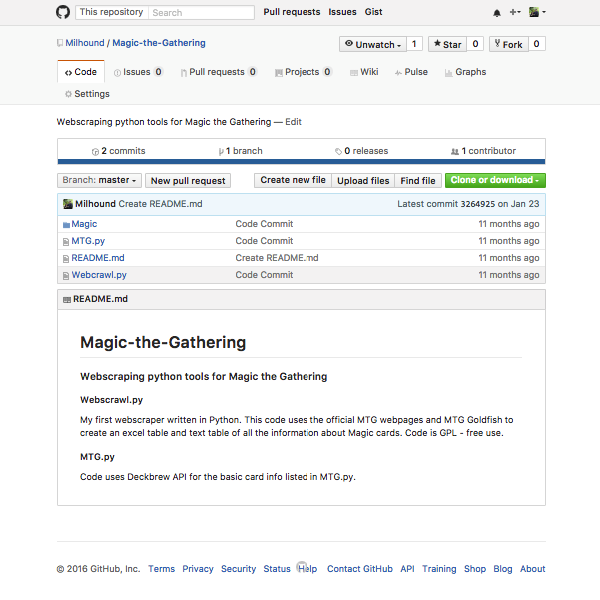 This repository Search Pull requests Issues Gist
Milhound / Magic-the-Gathering Unwatch 1 Star 0 Fork 0
Code Issues 0 Pull requests 0 Projects 0 Wiki Pulse Graphs
Settings
Webscraping python tools for Magic the Gathering — Edit
2 commits 1 branch 0 releases 1 contributor
Branch: master New pull request Create new file Upload files Find file Clone or download
Milhound Create README.md Latest commit 3264925 on Jan 23
Magic Code Commit 11 months ago
MTG.py Code Commit 11 months ago
README.md Create README.md 11 months ago
Webcrawl.py Code Commit 11 months ago
README.md
Magic-the-Gathering
Webscraping python tools for Magic the Gathering
Webscrawl.py
My first webscraper written in Python. This code uses the official MTG webpages and MTG Goldfish to
create an excel table and text table of all the information about Magic cards. Code is GPL - free use.
MTG.py
Code uses Deckbrew API for the basic card info listed in MTG.py.
© 2016 GitHub, Inc. Terms Privacy Security Status Help Contact GitHub API Training Shop Blog About